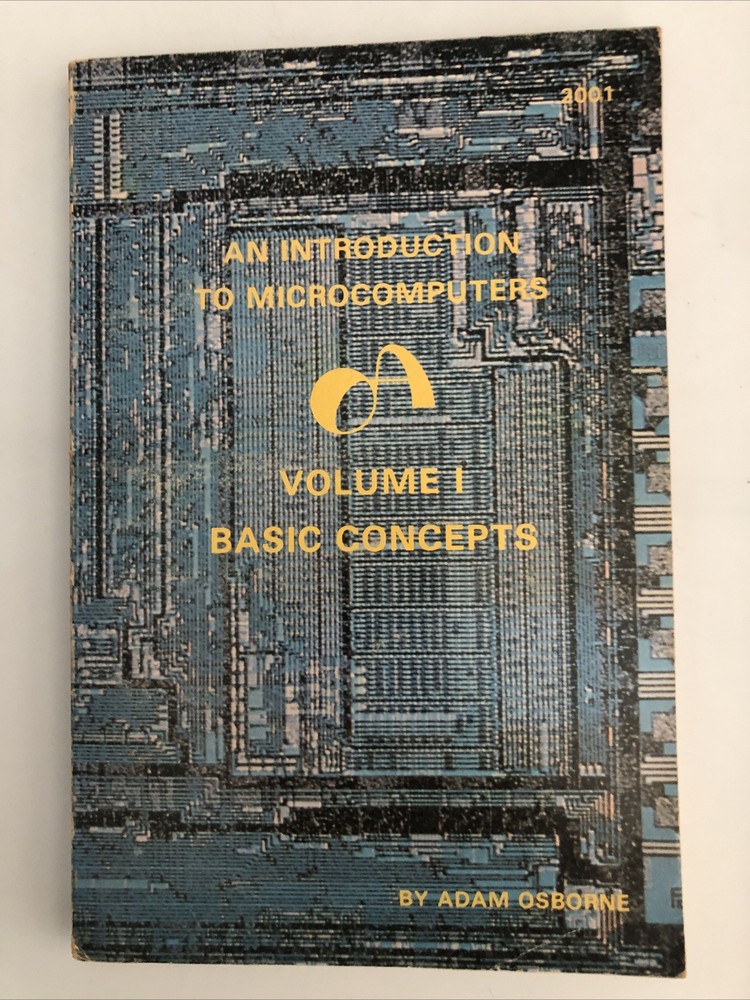 2001
AN INTRODUCTION
TO MICROCOMPUTERS
VOLUME I
BASIC CONCEPTS
BY ADAM OSBORNE